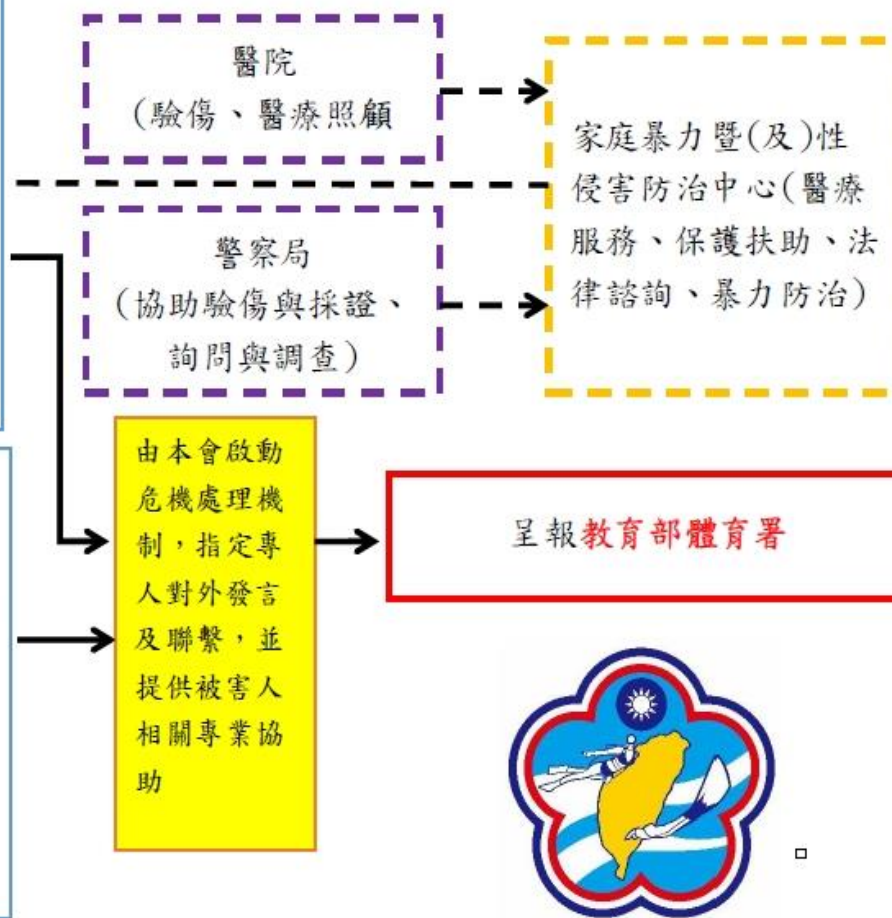 醫院
(驗傷、醫療照顧
家庭暴力暨(及)性
侵害防治中心(醫療
服務、保護扶助、法
律諮詢、暴力防治)
警察局
(協助驗傷與採證、
詢問與調查)
由本會啟動
危機處理機
制，指定專
人對外發言
及聯繫，並
提供被害人
相關專業協
助
呈報教育部體育署